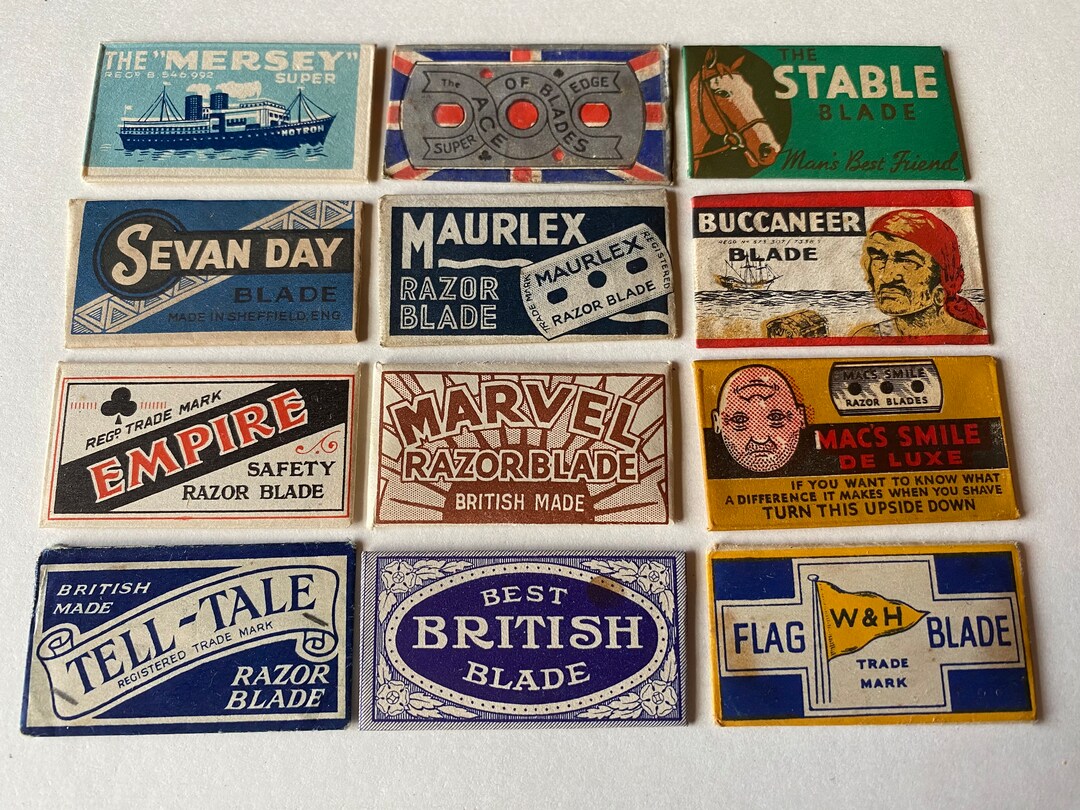 THE "MERSEY"
REGD 8,546,992
SUPER
MOTRON
The OF BLADES EDGE
SUPER ACE BLADES
THE
STABLE
BLADE
Man's Best Friend
SEVAN DAY
BLADE
MADE IN SHEFFIELD, ENG
MAURLEX
RAZOR
BLADE
MAURLEX
TRADE MARK REGISTERED
RAZOR BLADE
BUCCANEER
BLADE
REGD. TRADE MARK
EMPIRE
SAFETY
RAZOR BLADE
MARVEL
RAZOR BLADE
BRITISH MADE
MAC'S SMILE
RAZOR BLADES
MAC'S SMILE
DE LUXE
IF YOU WANT TO KNOW WHAT
A DIFFERENCE IT MAKES WHEN YOU SHAVE
TURN THIS UPSIDE DOWN
BRITISH
MADE
TELL-TALE
REGISTERED TRADE MARK
RAZOR
BLADE
BEST
BRITISH
BLADE
FLAG W&H BLADE
TRADE
MARK